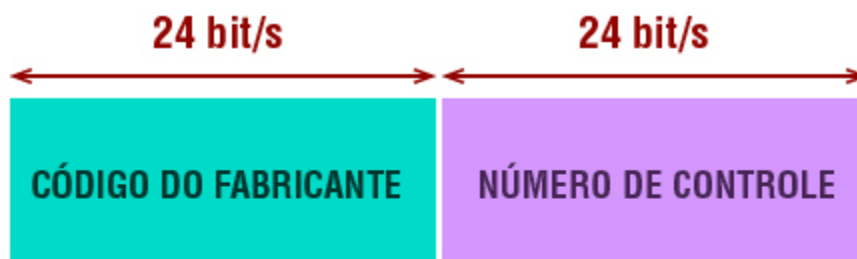 24 bit/s
24 bit/s
CÓDIGO DO FABRICANTE
NÚMERO DE CONTROLE